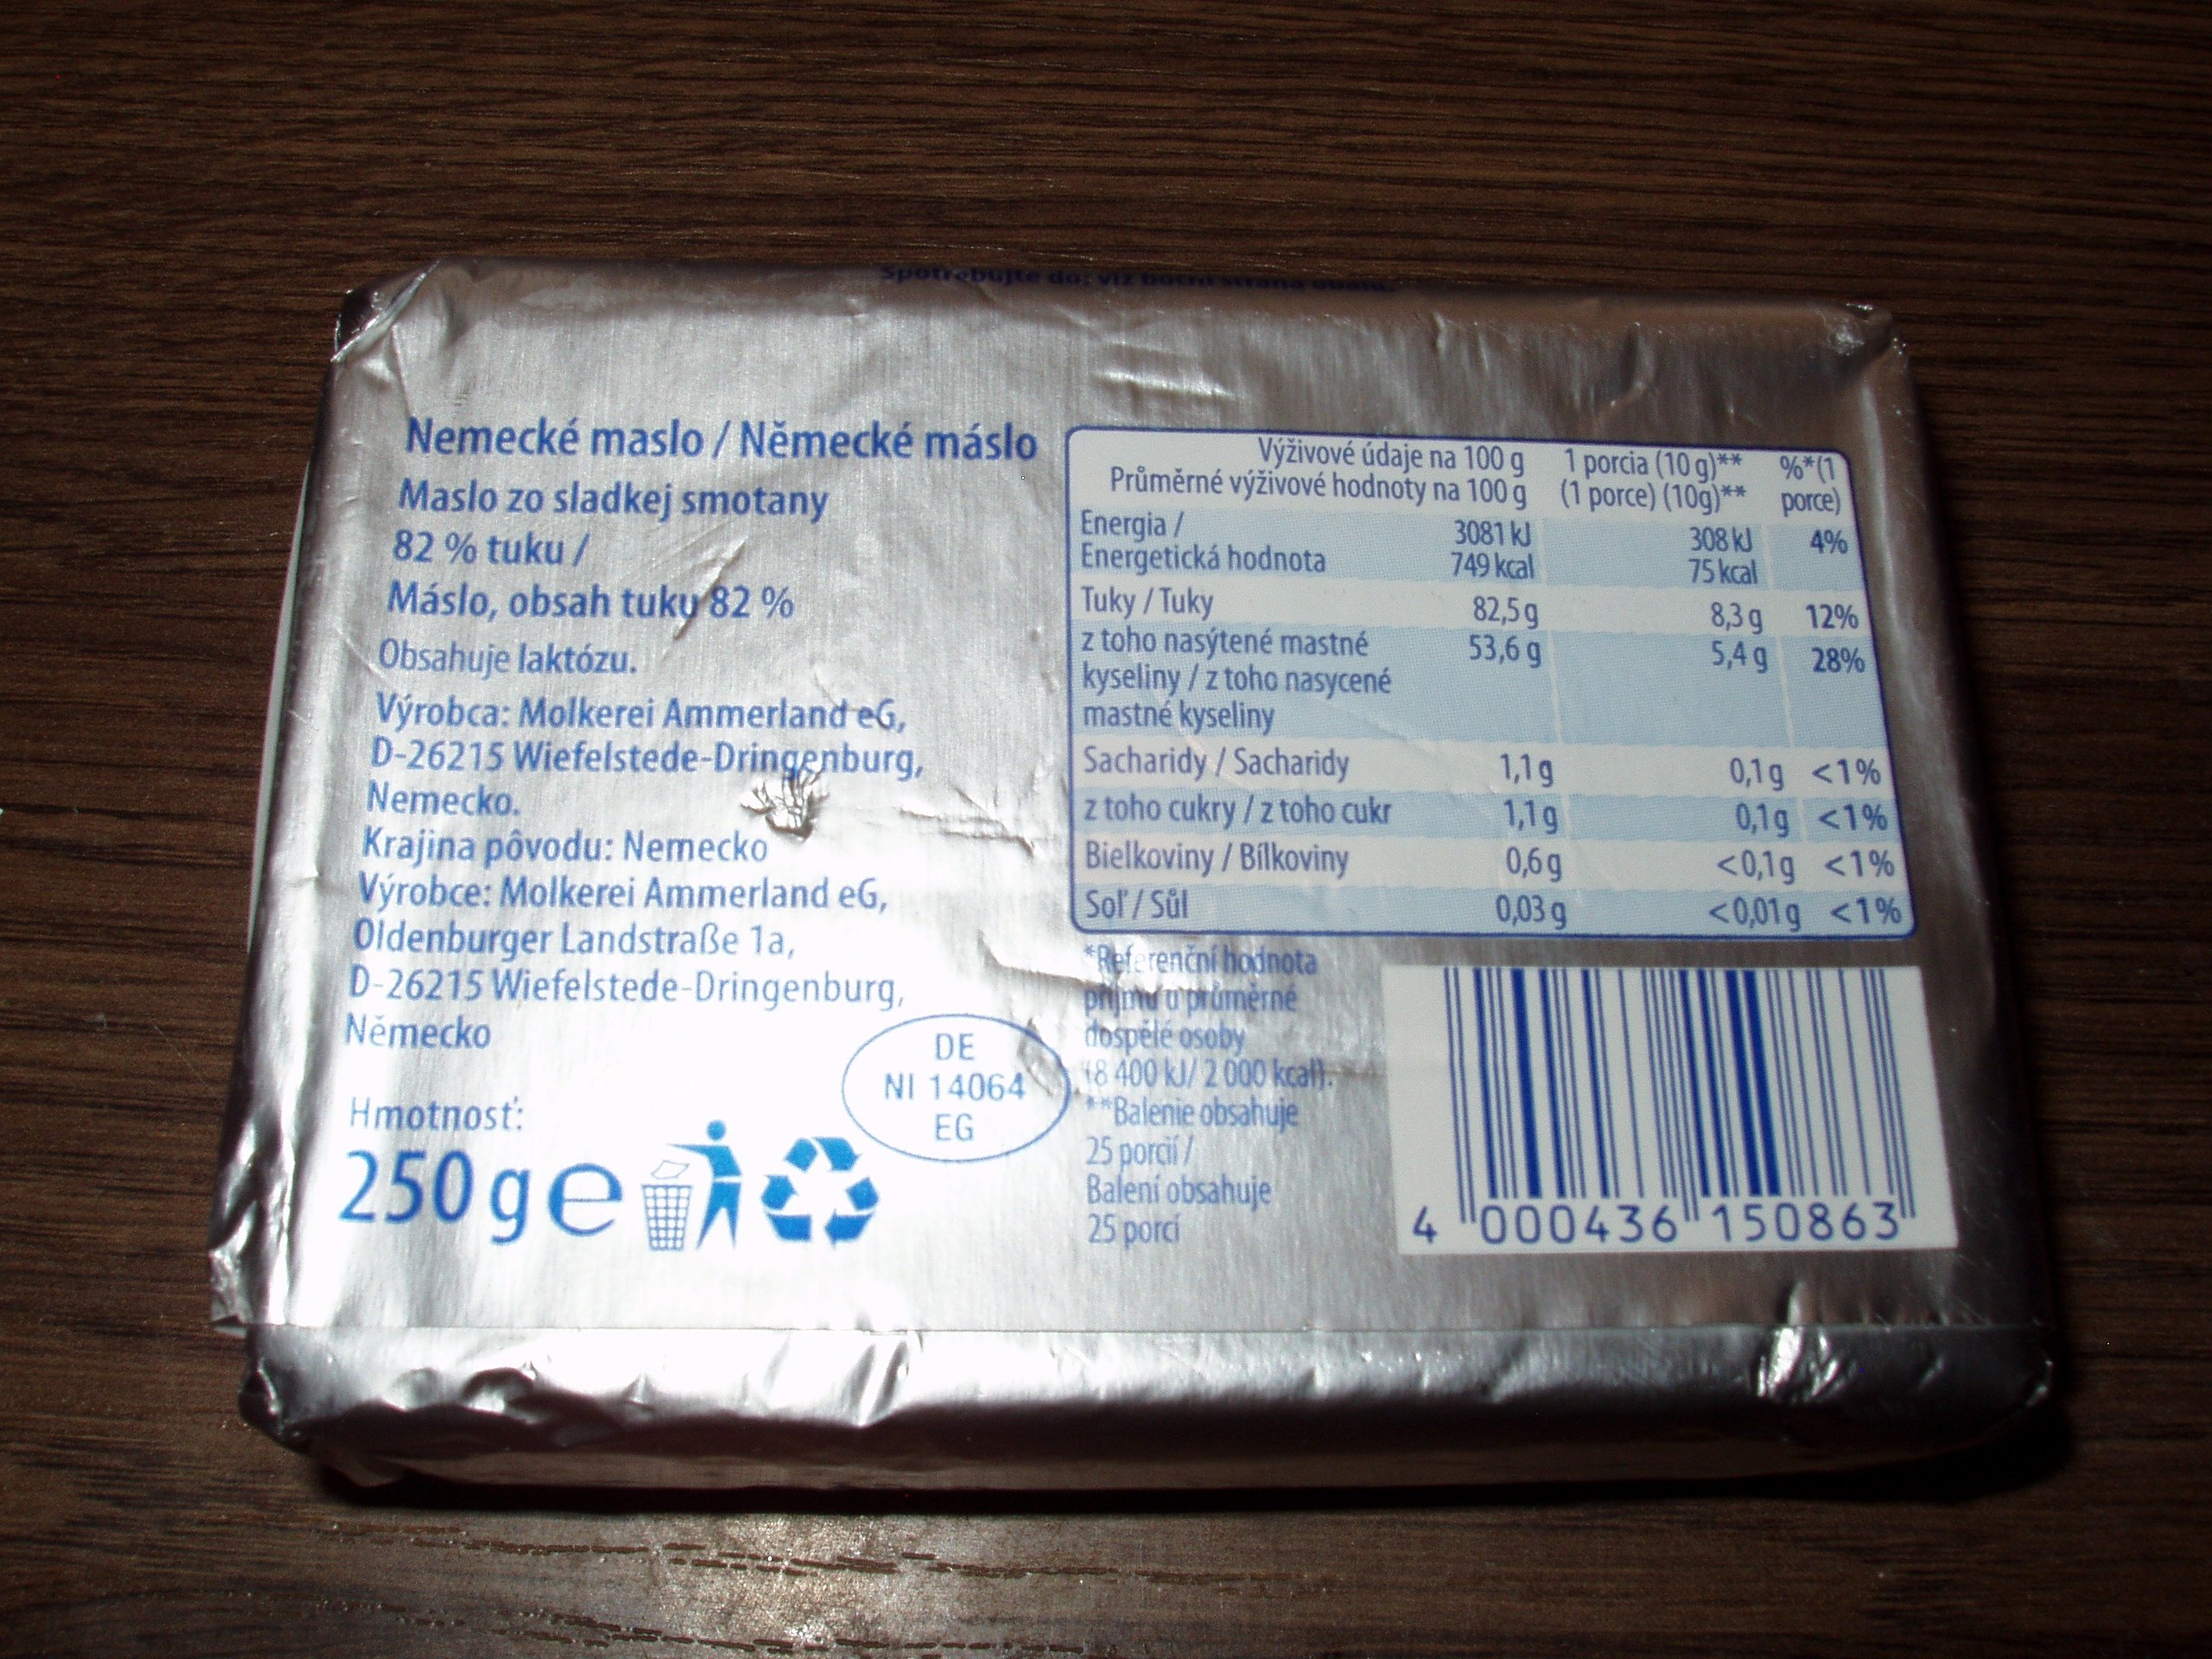 Spotřebujte do: viz boční strana obalu.
Nemecké maslo / Německé máslo
Maslo zo sladkej smotany
82 % tuku /
Máslo, obsah tuku 82 %
Obsahuje laktózu.
Výrobca: Molkerei Ammerland eG,
D-26215 Wiefelstede-Dringenburg,
Nemecko.
Krajina pôvodu: Nemecko
Výrobce: Molkerei Ammerland eG,
Oldenburger Landstraße 1a,
D-26215 Wiefelstede-Dringenburg,
Německo
Hmotnosť:
250 g e
DE
NI 14064
EG
Výživové údaje na 100 g 1 porcia (10 g)** %*(1
Průměrné výživové hodnoty na 100 g (1 porce) (10g)** porce)
Energia / 3081 kJ 308 kJ 4%
Energetická hodnota 749 kcal 75 kcal
Tuky / Tuky 82,5 g 8,3 g 12%
z toho nasýtené mastné 53,6 g 5,4 g 28%
kyseliny / z toho nasycené
mastné kyseliny
Sacharidy / Sacharidy 1,1 g 0,1 g <1%
z toho cukry / z toho cukr 1,1 g 0,1 g <1%
Bielkoviny / Bílkoviny 0,6 g <0,1 g <1%
Soľ / Sůl 0,03 g <0,01 g <1%
*Referenční hodnota
příjmu u průměrné
dospělé osoby
(8 400 kJ/ 2 000 kcal).
**Balenie obsahuje
25 porcií /
Balení obsahuje
25 porcí
4 000436 150863